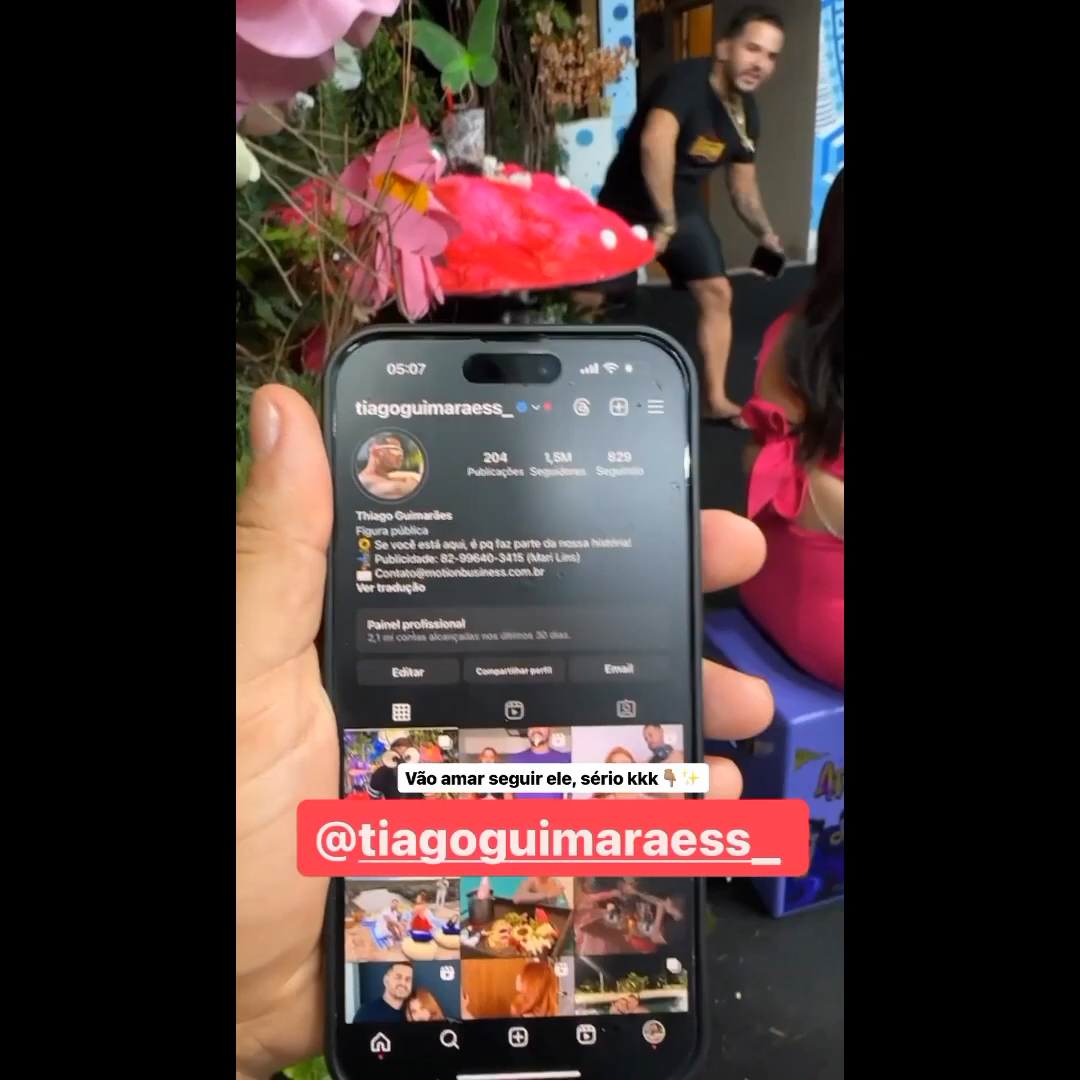 05:07
tiagoguimaraess_
204 1,5M 829
Publicações Seguidores Seguindo
Thiago Guimarães
Figura pública
Se você está aqui, é pq faz parte da nossa história!
Publicidade: 82-99640-3415 (Mari Lins)
Contato@motionbusiness.com.br
Ver tradução
Painel profissional
2,1 mi contas alcançadas nos últimos 30 dias.
Editar Compartilhar perfil Email
Vão amar seguir ele, sério kkk👇🏽✨
@tiagoguimaraess_